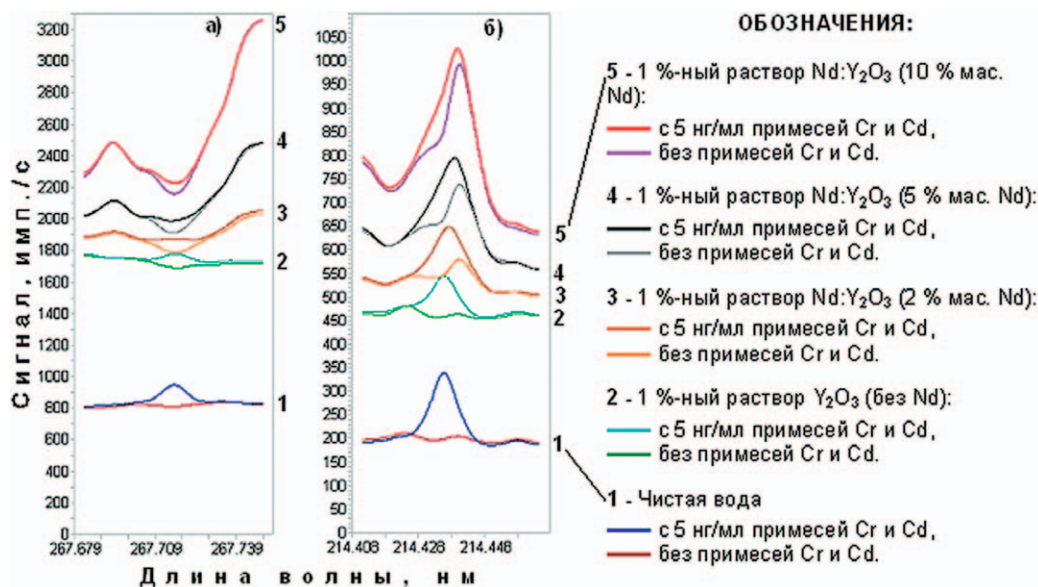 Сигнал, имп./с
3200
3000
2800
2600
2400
2200
2000
1800
1600
1400
1200
1000
800
600
400
200
0
а)
5
4
3
2
1
267.679 267.709 267.739
1050
1000
950
900
850
800
750
700
650
600
550
500
450
400
350
300
250
200
150
100
50
0
б)
5
4
3
2
1
214.408 214.428 214.448
Длина волны, нм
ОБОЗНАЧЕНИЯ:
5 - 1 %-ный раствор Nd:Y₂O₃ (10 % мас.
Nd):
с 5 нг/мл примесей Cr и Cd,
без примесей Cr и Cd.
4 - 1 %-ный раствор Nd:Y₂O₃ (5 % мас. Nd):
с 5 нг/мл примесей Cr и Cd,
без примесей Cr и Cd.
3 - 1 %-ный раствор Nd:Y₂O₃ (2 % мас. Nd):
с 5 нг/мл примесей Cr и Cd,
без примесей Cr и Cd.
2 - 1 %-ный раствор Y₂O₃ (без Nd):
с 5 нг/мл примесей Cr и Cd,
без примесей Cr и Cd.
1 - Чистая вода
с 5 нг/мл примесей Cr и Cd,
без примесей Cr и Cd.